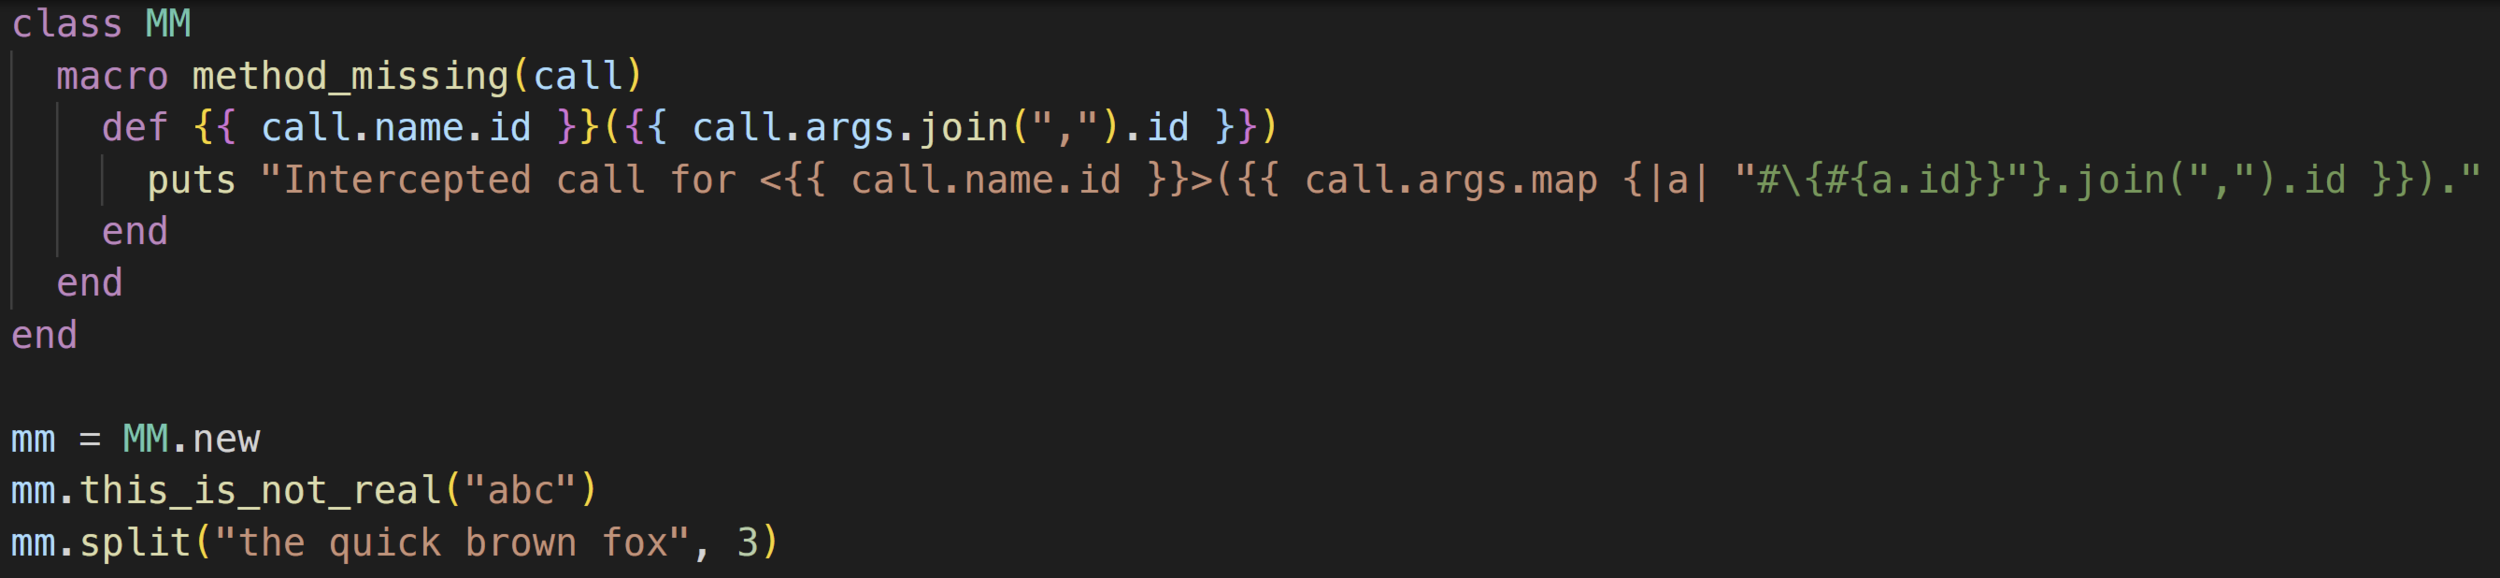 class MM
  macro method_missing(call)
    def {{ call.name.id }}({{ call.args.join(",").id }})
      puts "Intercepted call for <{{ call.name.id }}>({{ call.args.map {|a| "#\{#{a.id}}"}.join(",").id }})."
    end
  end
end

mm = MM.new
mm.this_is_not_real("abc")
mm.split("the quick brown fox", 3)